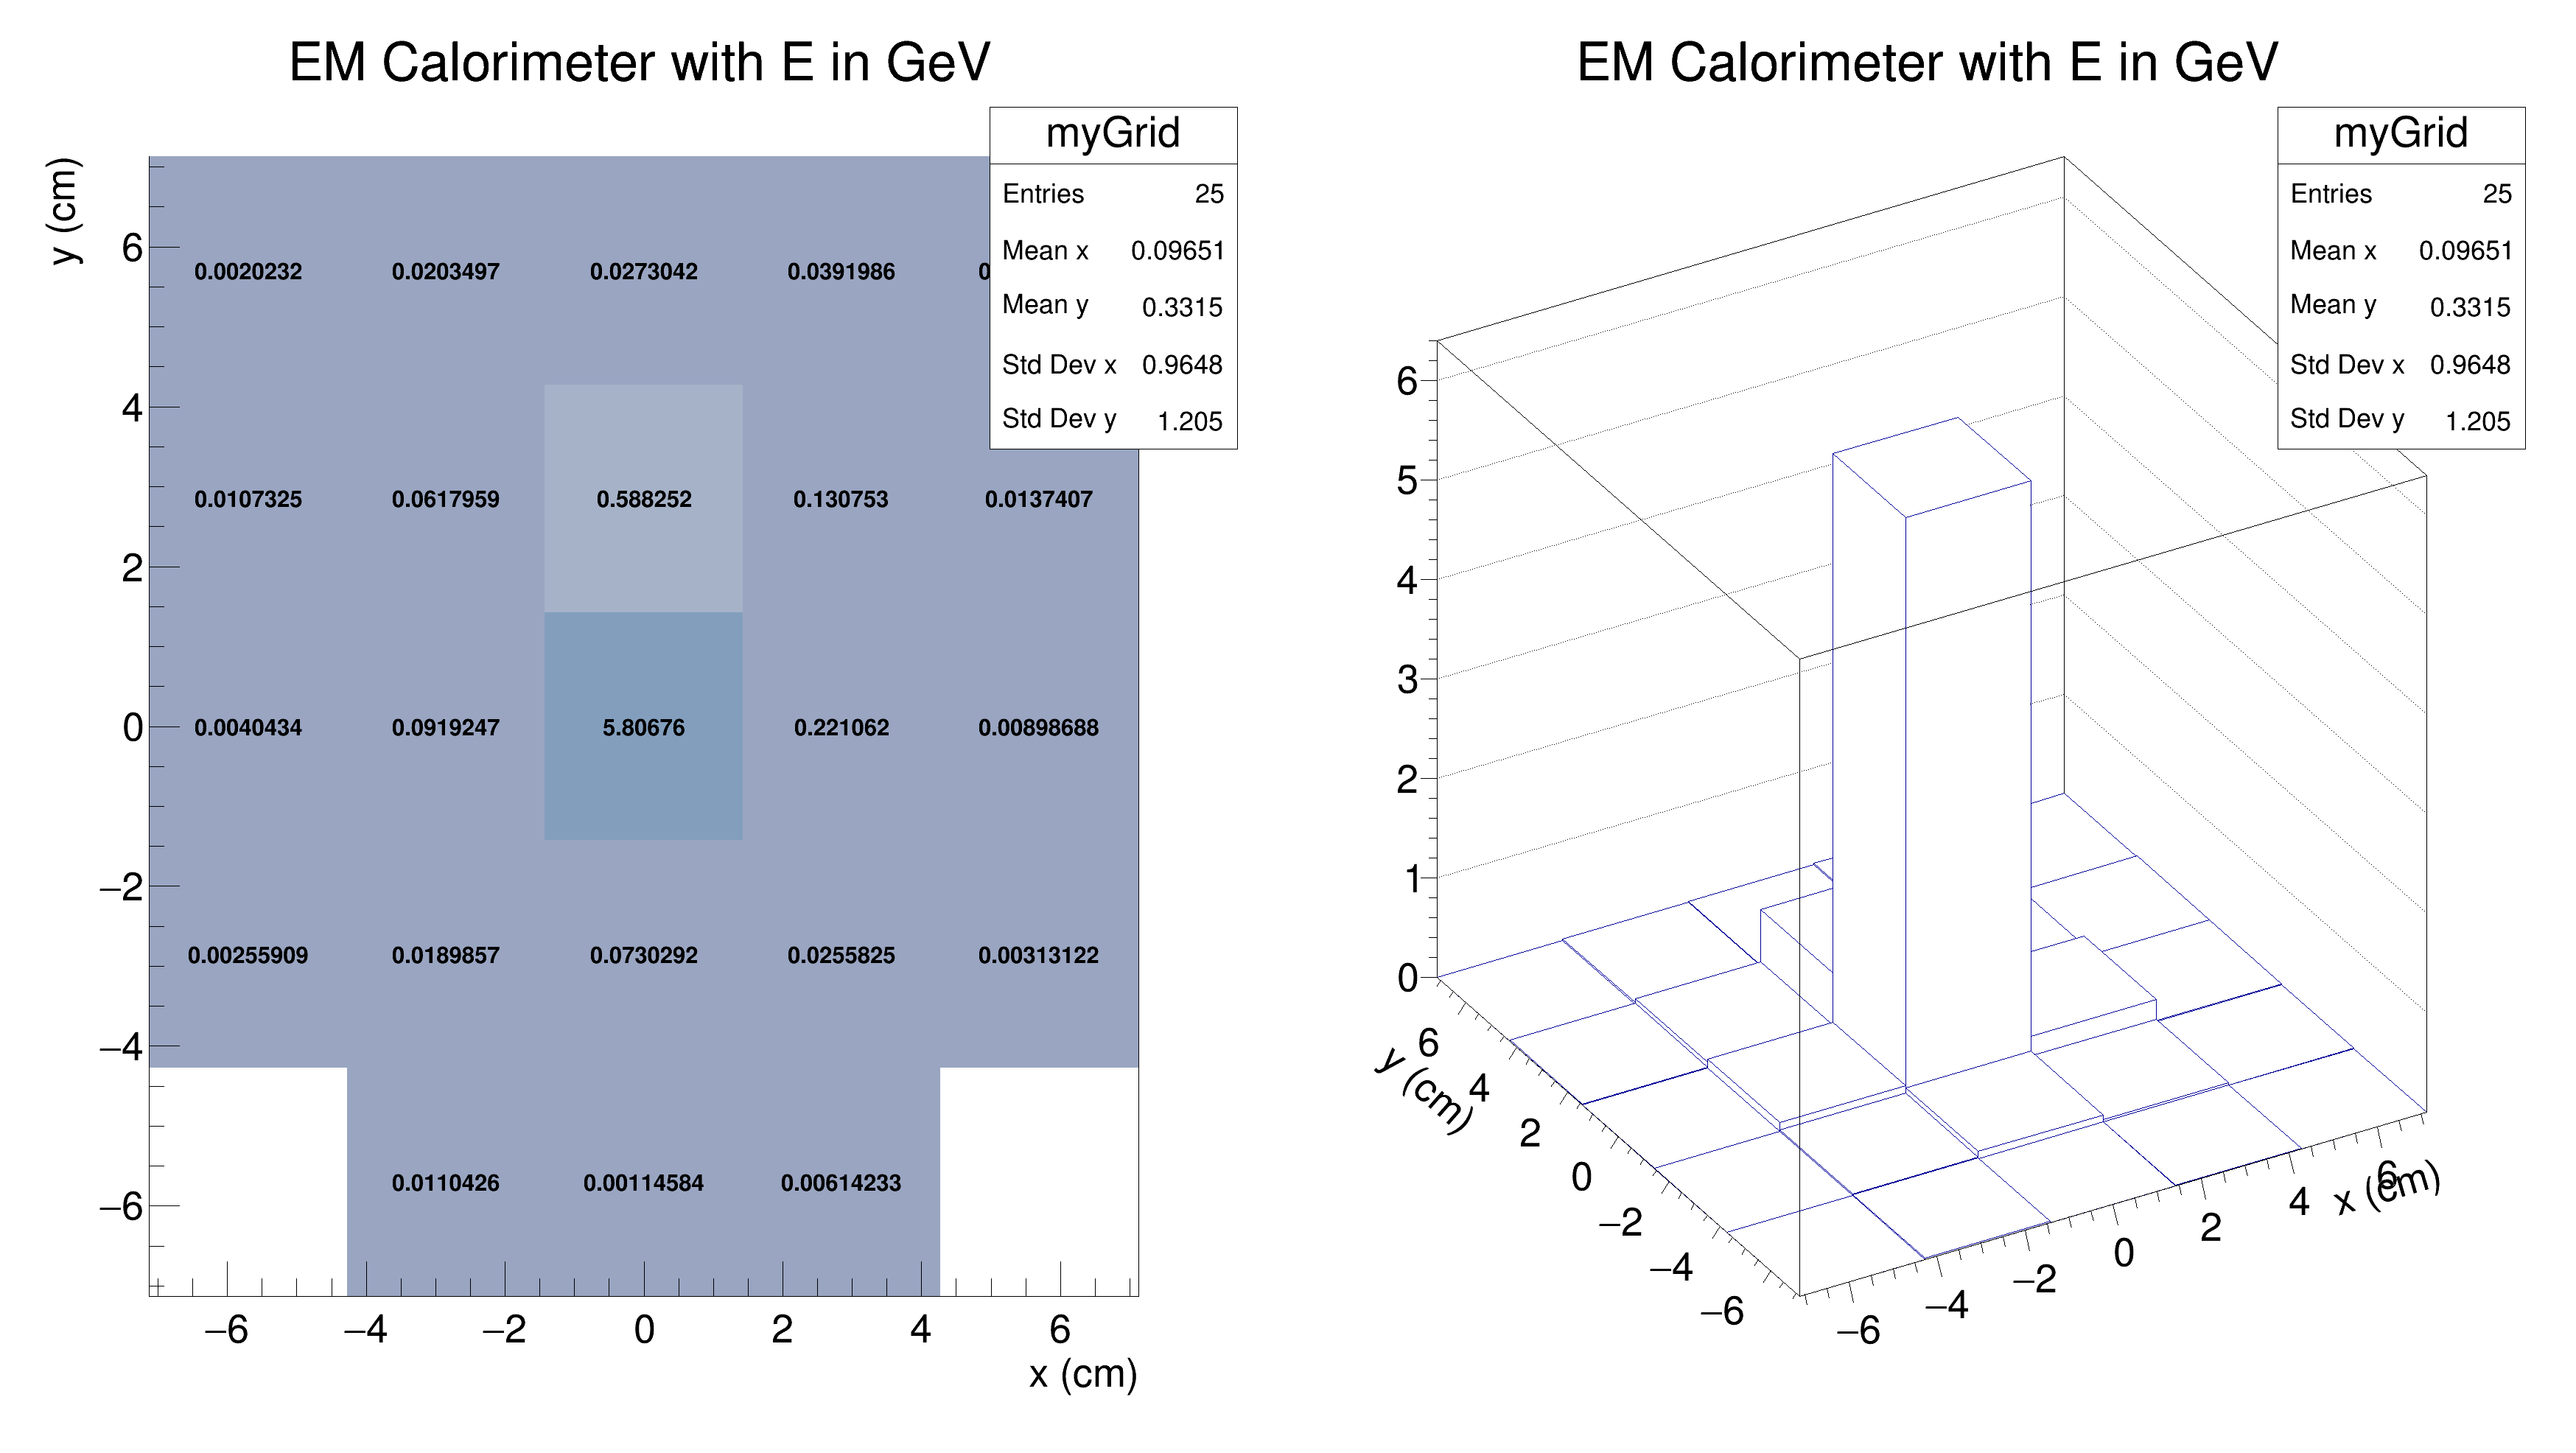 EM Calorimeter with E in GeV
myGrid
Entries 25
Mean x 0.09651
Mean y 0.3315
Std Dev x 0.9648
Std Dev y 1.205
y (cm)
6
4
2
0
−2
−4
−6
0.0020232 0.0203497 0.0273042 0.0391986
0.0107325 0.0617959 0.588252 0.130753 0.0137407
0.0040434 0.0919247 5.80676 0.221062 0.00898688
0.00255909 0.0189857 0.0730292 0.0255825 0.00313122
0.0110426 0.00114584 0.00614233
−6 −4 −2 0 2 4 6
x (cm)
EM Calorimeter with E in GeV
myGrid
Entries 25
Mean x 0.09651
Mean y 0.3315
Std Dev x 0.9648
Std Dev y 1.205
6
5
4
3
2
1
0
y (cm)
6
4
2
0
−2
−4
−6
−6 −4 −2 0 2 4 6
x (cm)